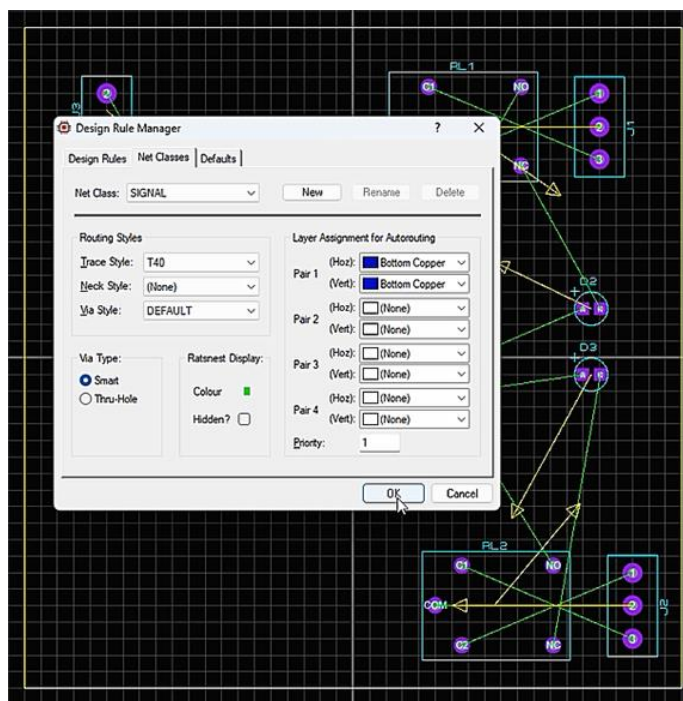 RL1
C1
NO
1
2
J1
3
NC
2
J3
Design Rule Manager
? ×
Design Rules Net Classes Defaults
Net Class: SIGNAL New Rename Delete
Routing Styles
Trace Style: T40
Neck Style: (None)
Via Style: DEFAULT
Layer Assignment for Autorouting
Pair 1 (Hoz): Bottom Copper
(Vert): Bottom Copper
Pair 2 (Hoz): (None)
(Vert): (None)
Pair 3 (Hoz): (None)
(Vert): (None)
Pair 4 (Hoz): (None)
(Vert): (None)
Priority: 1
Via Type:
Smart
Thru-Hole
Ratsnest Display:
Colour
Hidden?
OK Cancel
D2
+
D3
+
RL2
C1
NO
COM
C2
NC
1
2
J2
3